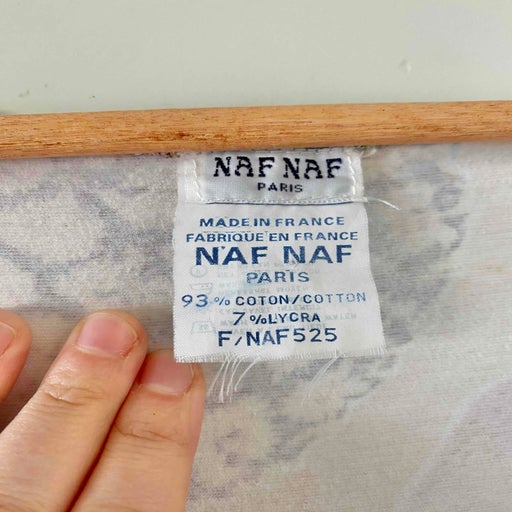 NAF NAF
PARIS
MADE IN FRANCE
FABRIQUE EN FRANCE
NAF NAF
PARIS
93 % COTON/COTTON
7 % LYCRA
F/NAF525